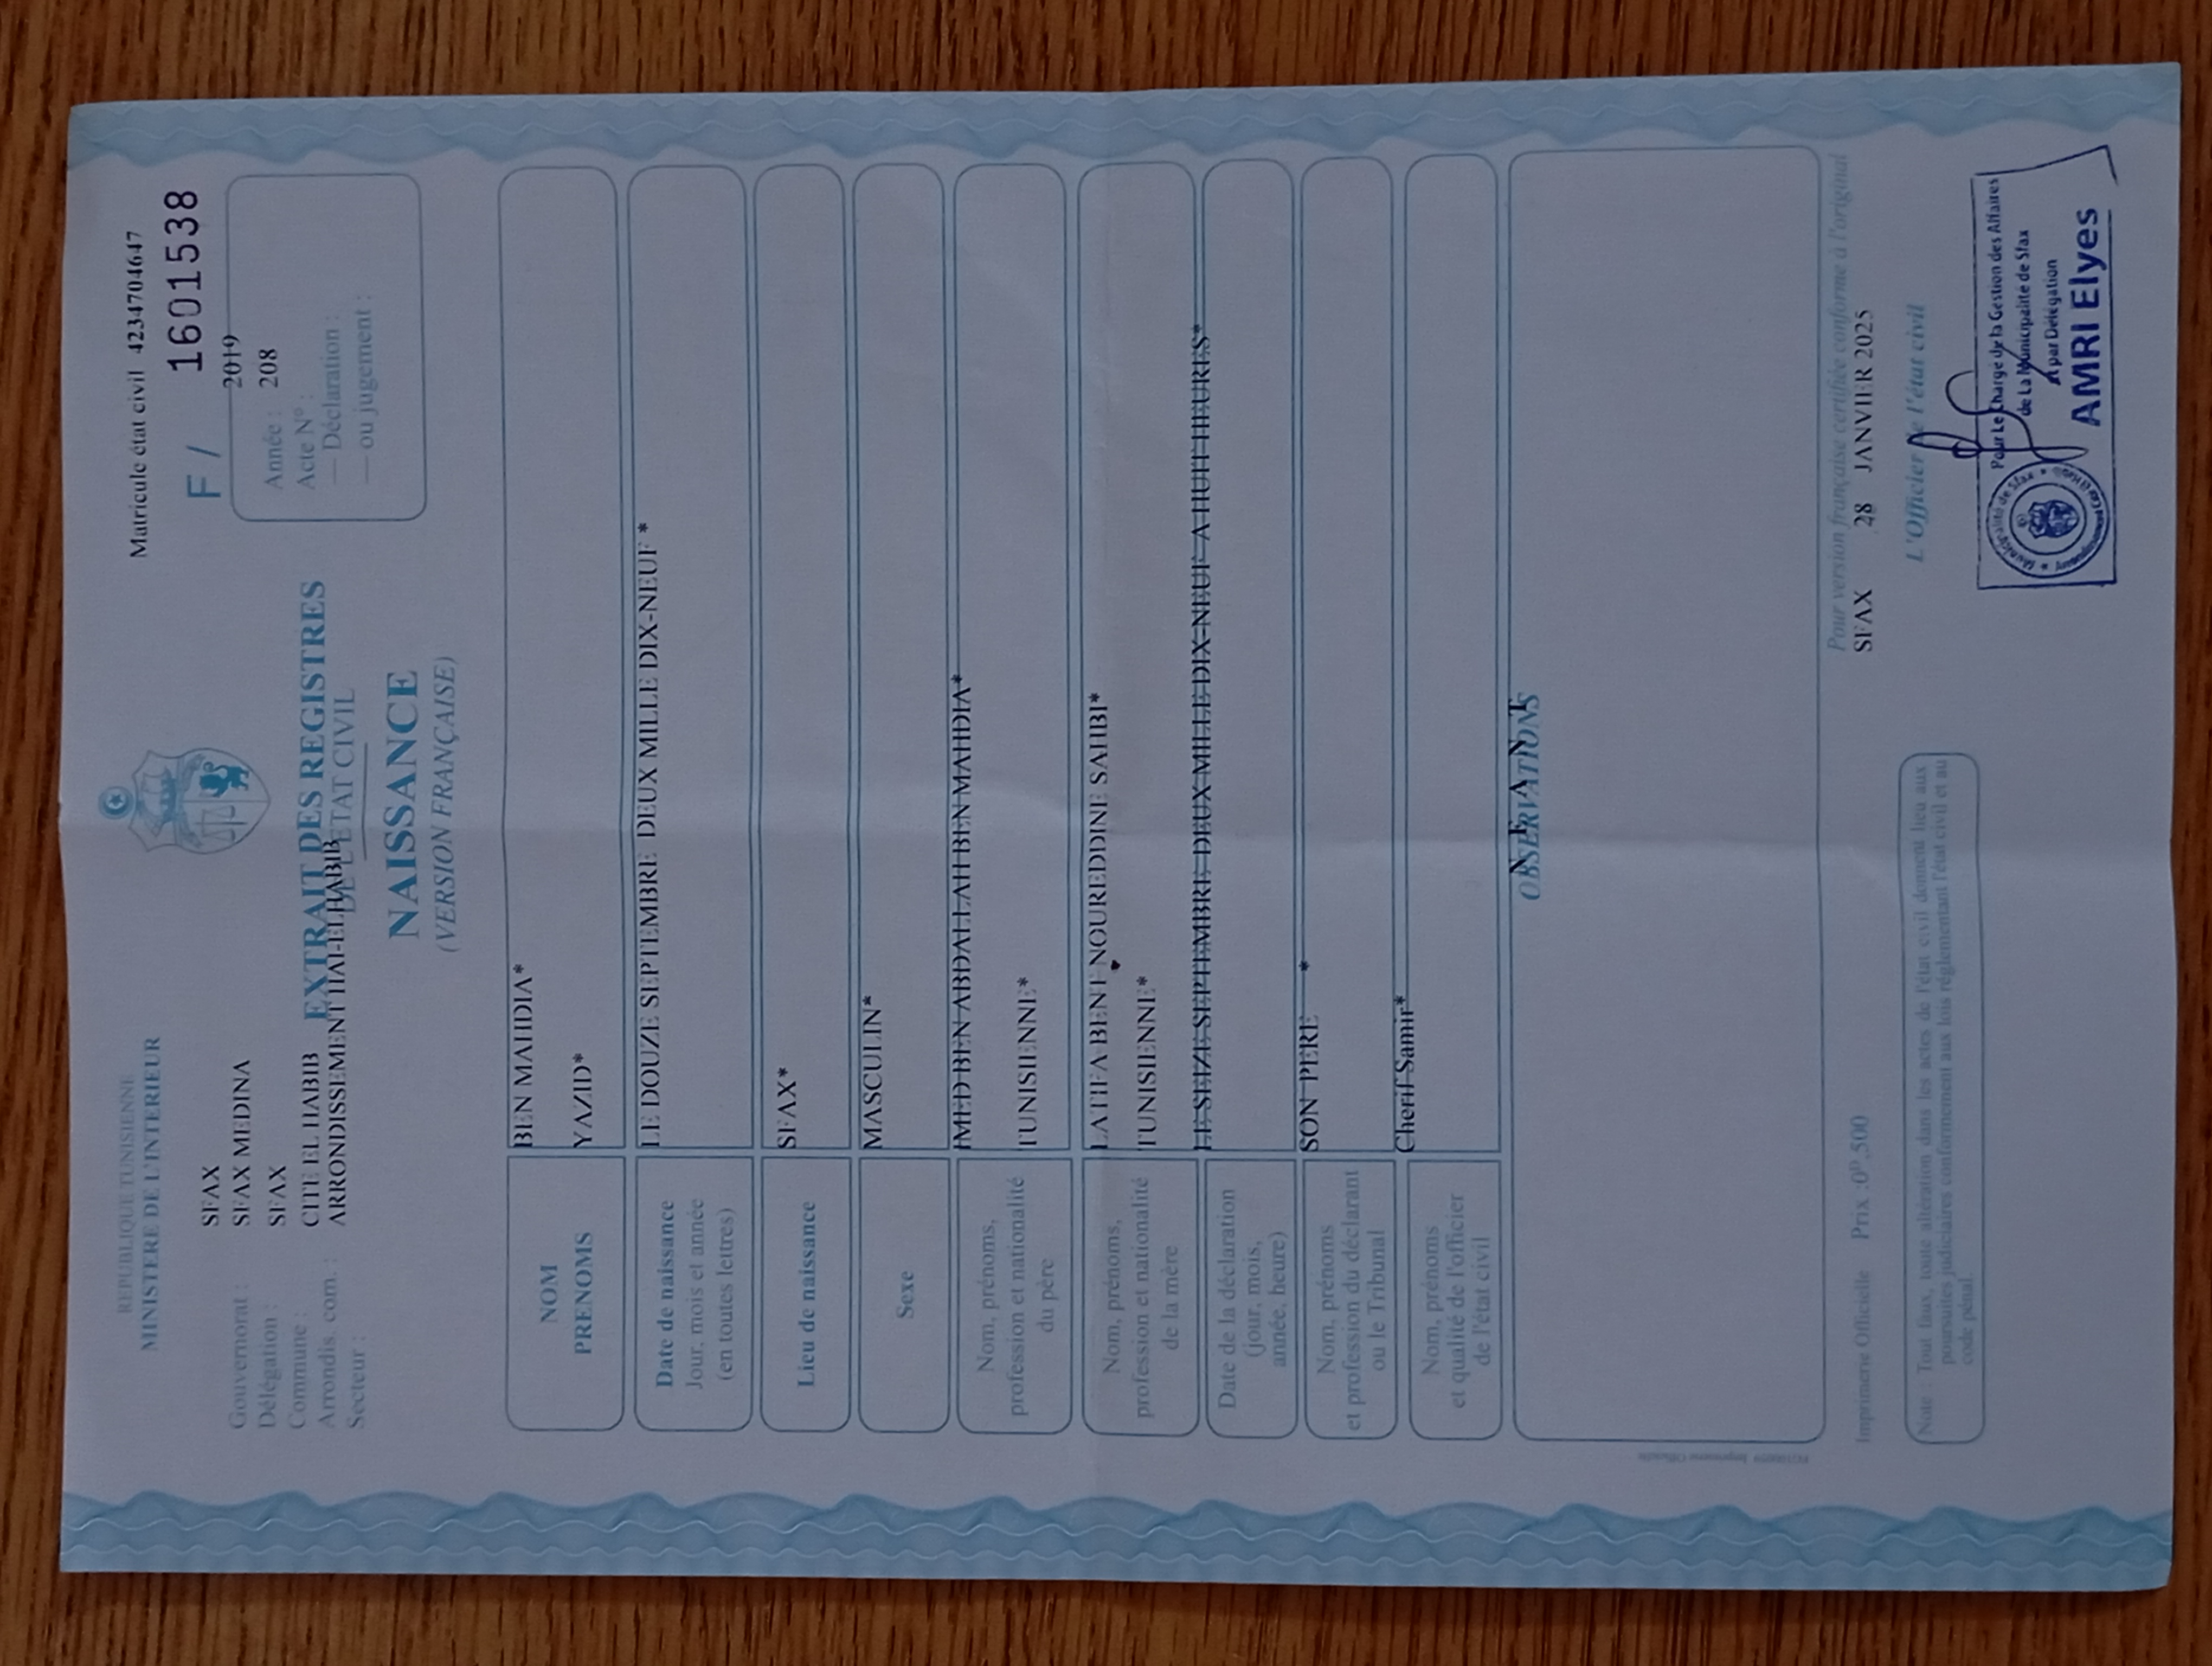 REPUBLIQUE TUNISIENNE
MINISTERE DE L'INTERIEUR
Matricule état civil 4234704647
F / 1601538
SFAX
Gouvernorat : SFAX MEDINA
Délégation : SFAX
Commune : CITE EL HABIB
Arrondis. com. : ARRONDISSEMENT HAI-ELHABIB
Secteur :
2019
Année : 208
Acte N° :
— Déclaration :
— ou jugement :
EXTRAIT DES REGISTRES
DE L'ETAT CIVIL
NAISSANCE
(VERSION FRANÇAISE)
NOM BEN MAHDIA*
PRENOMS YAZID*
Date de naissance LE DOUZE SEPTEMBRE DEUX MILLE DIX-NEUF *
Jour, mois et année
(en toutes lettres)
Lieu de naissance SFAX*
Sexe MASCULIN*
IMED BEN ABDALLAH BEN MAHDIA*
Nom, prénoms,
profession et nationalité TUNISIENNE*
du père
LATIFA BENT NOUREDDINE SAHBI*
Nom, prénoms,
profession et nationalité TUNISIENNE*
de la mère
LE SEIZE SEPTEMBRE DEUX MILLE DIX-NEUF A HUIT HEURES*
Date de la déclaration
(jour, mois,
année, heure)
SON PERE *
Nom, prénoms
et profession du déclarant
ou le Tribunal
Cherif Samir*
Nom, prénoms
et qualité de l'officier
de l'état civil
N E A N T
OBSERVATIONS
Pour version française certifiée conforme à l'original
SFAX 28 JANVIER 2025
L'Officier de l'état civil
Imprimerie Officielle Prix :0D,500
Note Tout faux, toute altération dans les actes de l'état civil donnent lieu aux
poursuites judiciaires conformement aux lois réglementant l'état civil et au
code pénal.
Pour Le Chargé de la Gestion des Affaires
de La Municipalité de Sfax
par Délégation
AMRI Elyes
Municipalité de Sfax